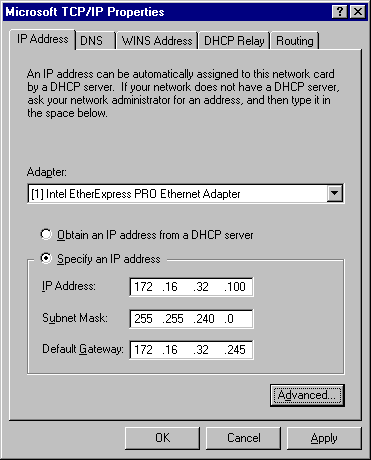 Microsoft TCP/IP Properties
IP Address DNS WINS Address DHCP Relay Routing
An IP address can be automatically assigned to this network card
by a DHCP server. If your network does not have a DHCP server,
ask your network administrator for an address, and then type it in
the space below.
Adapter:
[1] Intel EtherExpress PRO Ethernet Adapter
Obtain an IP address from a DHCP server
Specify an IP address
IP Address: 172 .16 .32 .100
Subnet Mask: 255 .255 .240 .0
Default Gateway: 172 .16 .32 .245
Advanced...
OK Cancel Apply